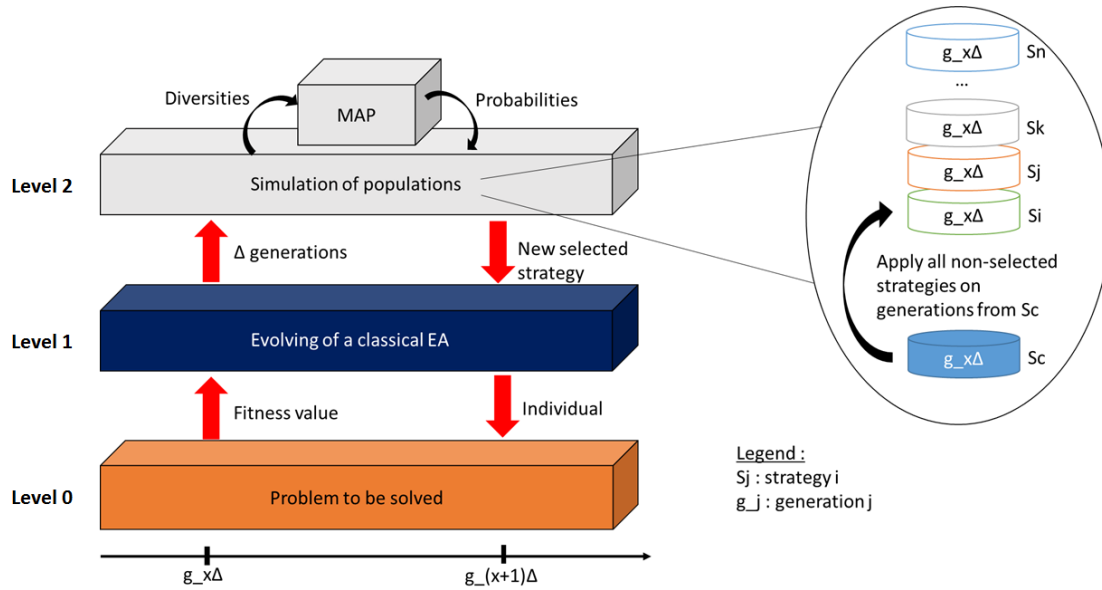 Diversities
MAP
Probabilities
Level 2
Simulation of populations
Δ generations
New selected
strategy
Level 1
Evolving of a classical EA
Fitness value
Individual
Level 0
Problem to be solved
g_xΔ
g_(x+1)Δ
g_xΔ Sn
...
g_xΔ Sk
g_xΔ Sj
g_xΔ Si
Apply all non-selected
strategies on
generations from Sc
g_xΔ Sc
Legend :
Sj : strategy i
g_j : generation j